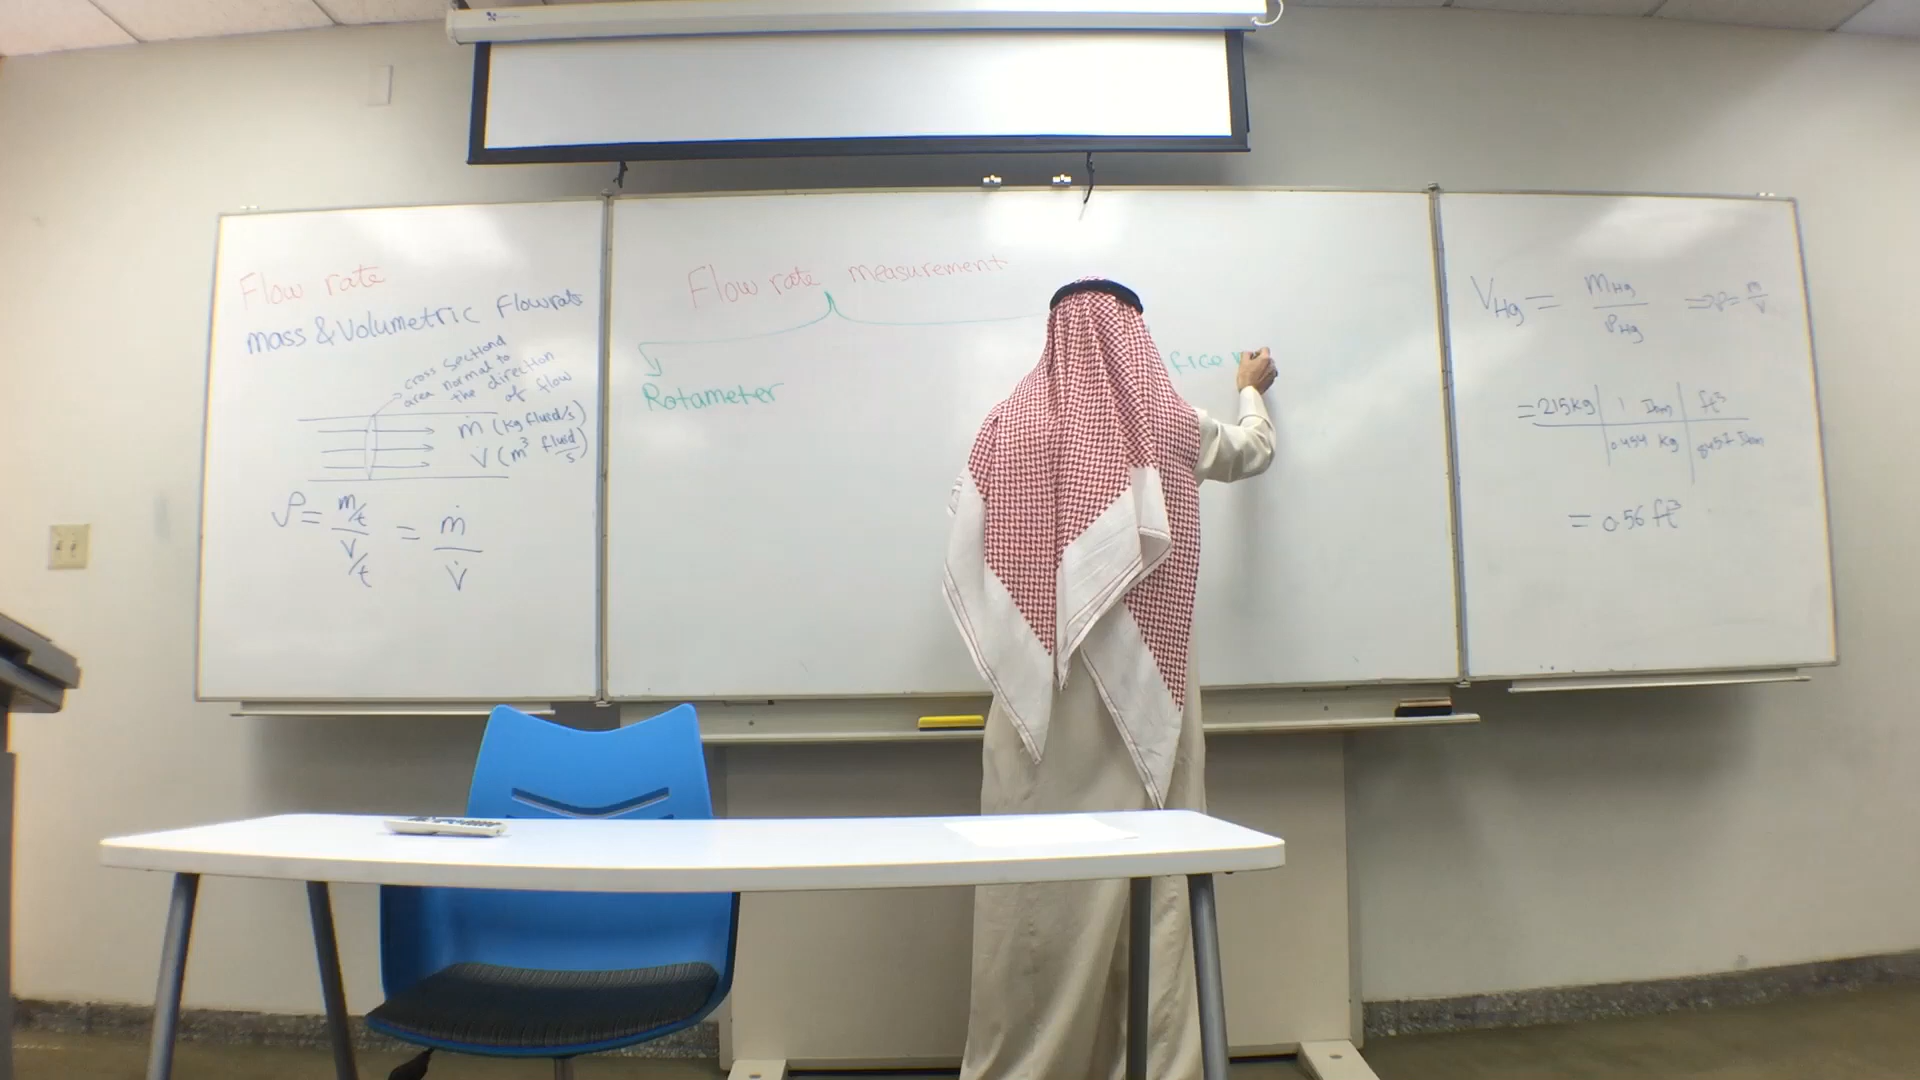 Flow rate
mass & Volumetric Flowrate
cross sectional
area normal to
the direction
of flow
ṁ (kg fluid/s)
V̇ (m³ fluid/s)
ρ = (m/t)/(V/t) = ṁ/V̇
Flow rate measurement
Rotameter
fice
V_Hg = m_Hg/ρ_Hg ⇒ ρ = m/V
= 215 kg | 1 lbm | ft³
0.454 kg |
= 0.56 ft³